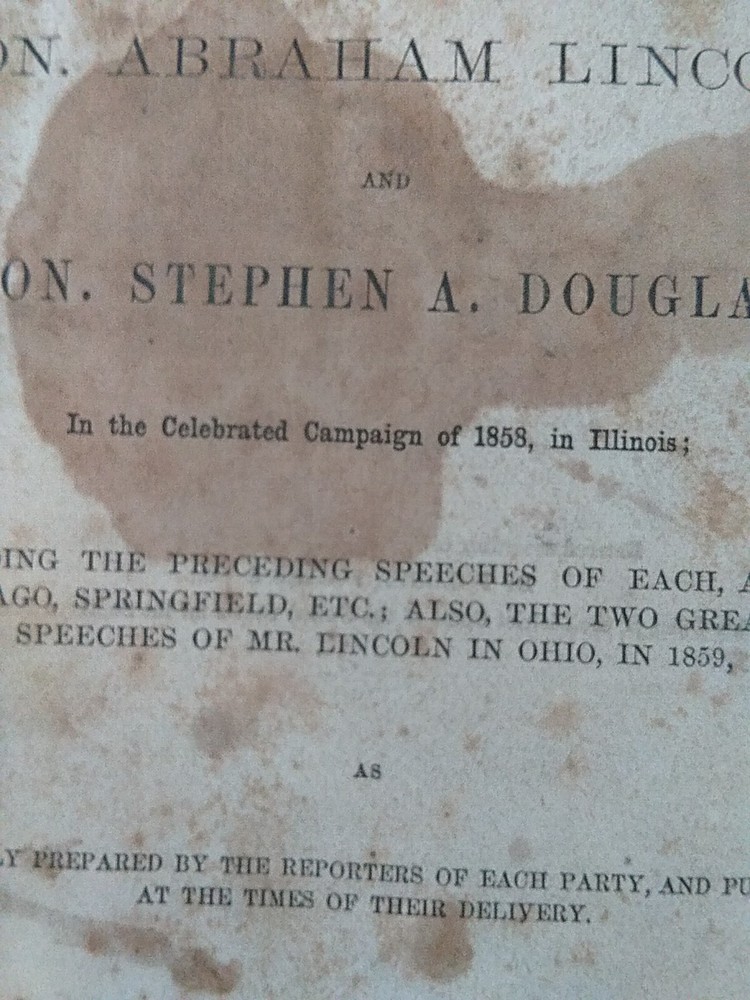 ON. ABRAHAM LINCO
AND
ON. STEPHEN A. DOUGLA
In the Celebrated Campaign of 1858, in Illinois;
ING THE PRECEDING SPEECHES OF EACH, A
AGO, SPRINGFIELD, ETC.; ALSO, THE TWO GREA
SPEECHES OF MR. LINCOLN IN OHIO, IN 1859,
AS
LY PREPARED BY THE REPORTERS OF EACH PARTY, AND PU
AT THE TIMES OF THEIR DELIVERY.